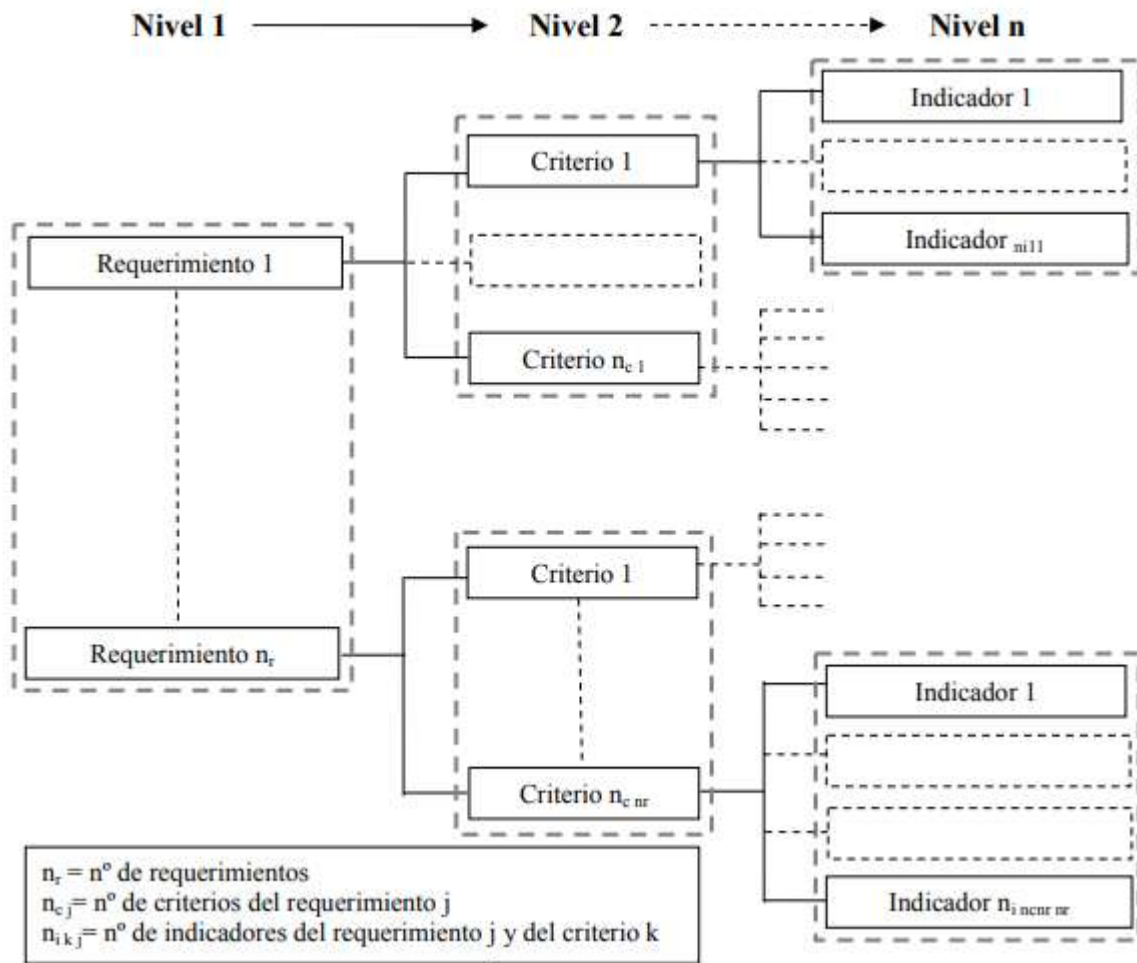 Nivel 1 Nivel 2 Nivel n
Indicador 1
Criterio 1
Indicador ni11
Requerimiento 1
Criterio nc 1
Criterio 1
Requerimiento nr
Indicador 1
Criterio nc nr
Indicador ni ncnr nr
nr = nº de requerimientos
nc j= nº de criterios del requerimiento j
ni k j= nº de indicadores del requerimiento j y del criterio k